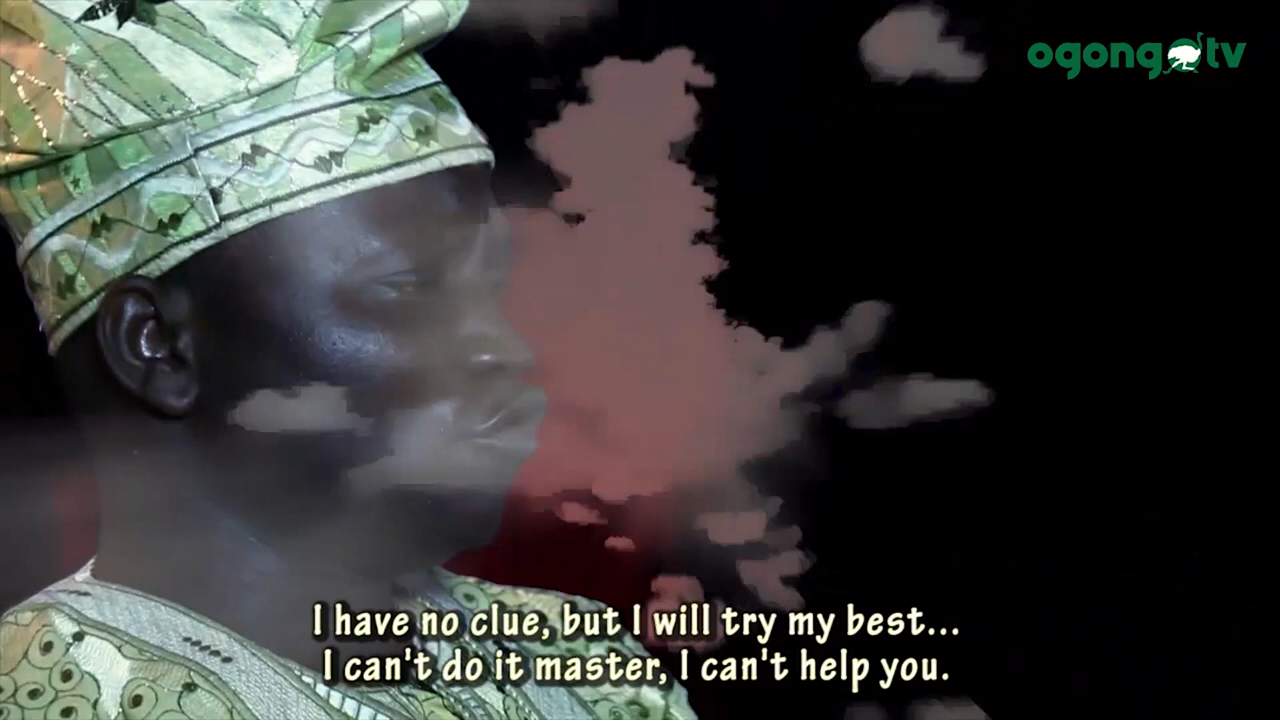 ogongotv
I have no clue, but I will try my best...
I can't do it master, I can't help you.